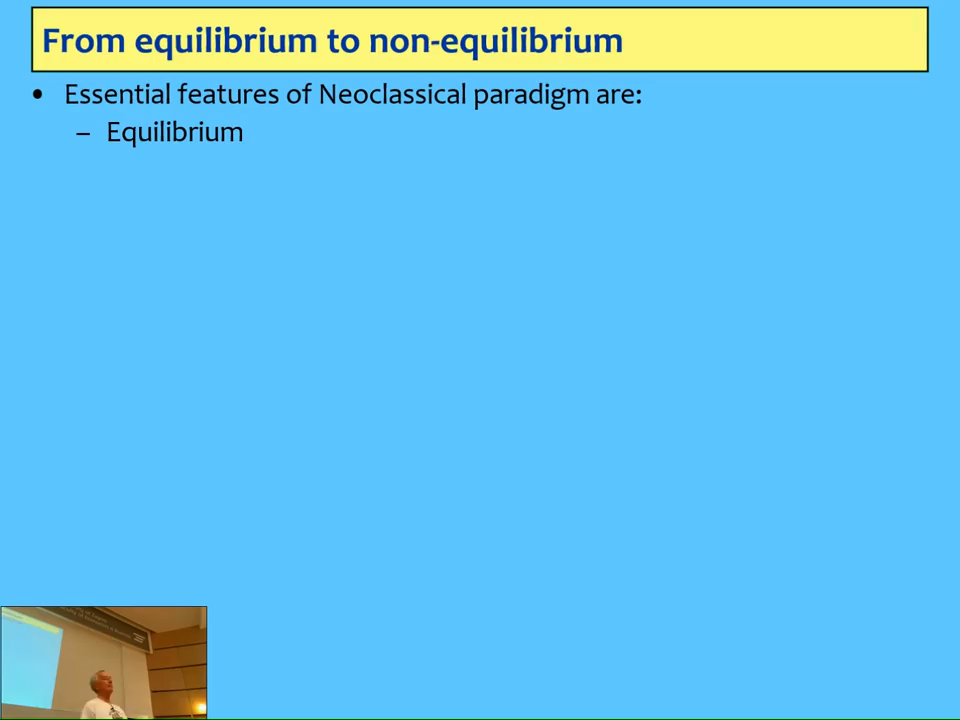 From equilibrium to non-equilibrium
• Essential features of Neoclassical paradigm are:
– Equilibrium